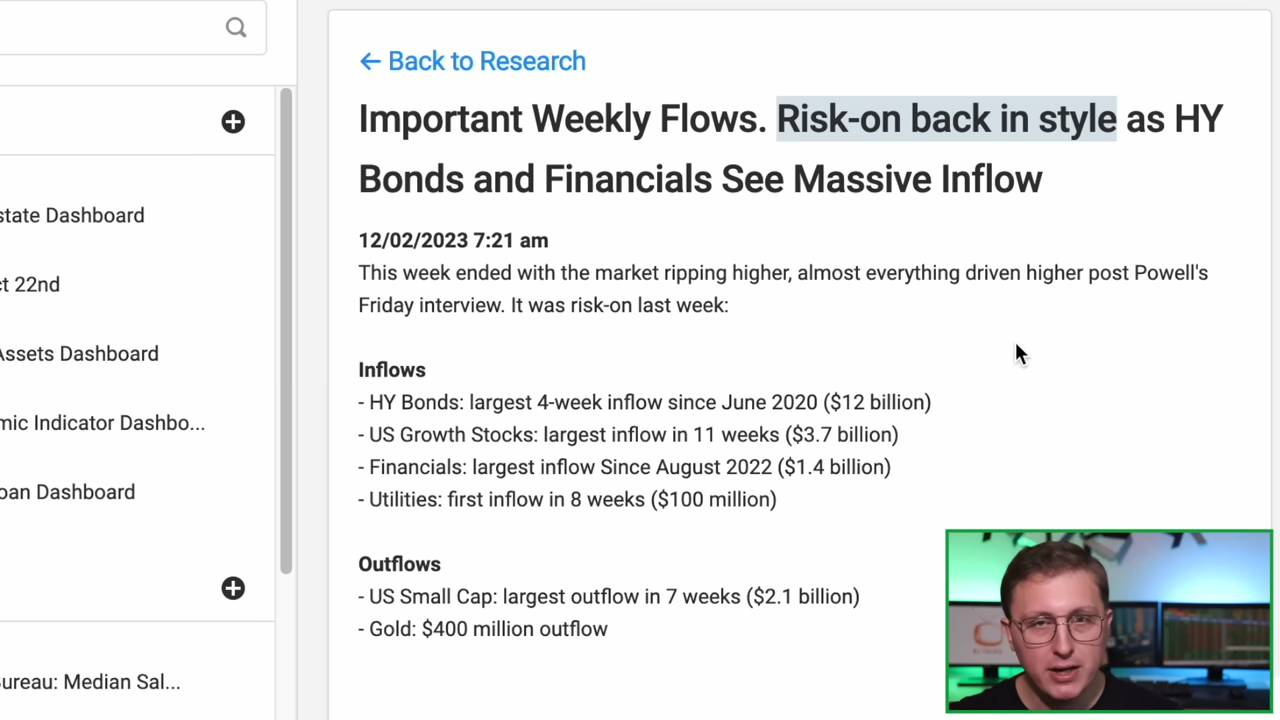 ← Back to Research
Important Weekly Flows. Risk-on back in style as HY
Bonds and Financials See Massive Inflow
12/02/2023 7:21 am
This week ended with the market ripping higher, almost everything driven higher post Powell's
Friday interview. It was risk-on last week:
Inflows
- HY Bonds: largest 4-week inflow since June 2020 ($12 billion)
- US Growth Stocks: largest inflow in 11 weeks ($3.7 billion)
- Financials: largest inflow Since August 2022 ($1.4 billion)
- Utilities: first inflow in 8 weeks ($100 million)
Outflows
- US Small Cap: largest outflow in 7 weeks ($2.1 billion)
- Gold: $400 million outflow
state Dashboard
ct 22nd
Assets Dashboard
mic Indicator Dashbo...
oan Dashboard
ureau: Median Sal...